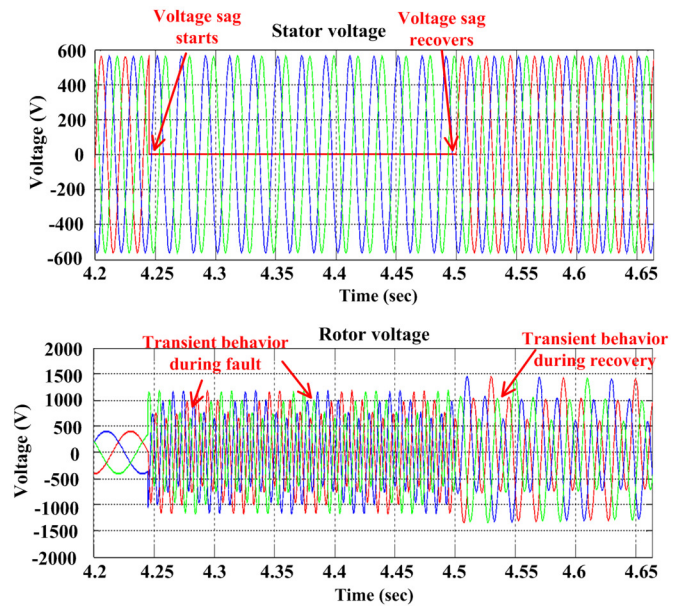 Voltage sag
starts
Stator voltage
Voltage sag
recovers
600
400
200
0
-200
-400
-600
Voltage (V)
4.2 4.25 4.3 4.35 4.4 4.45 4.5 4.55 4.6 4.65
Time (sec)
Rotor voltage
Transient behavior
during fault
Transient behavior
during recovery
2000
1500
1000
500
0
-500
-1000
-1500
-2000
Voltage (V)
4.2 4.25 4.3 4.35 4.4 4.45 4.5 4.55 4.6 4.65
Time (sec)